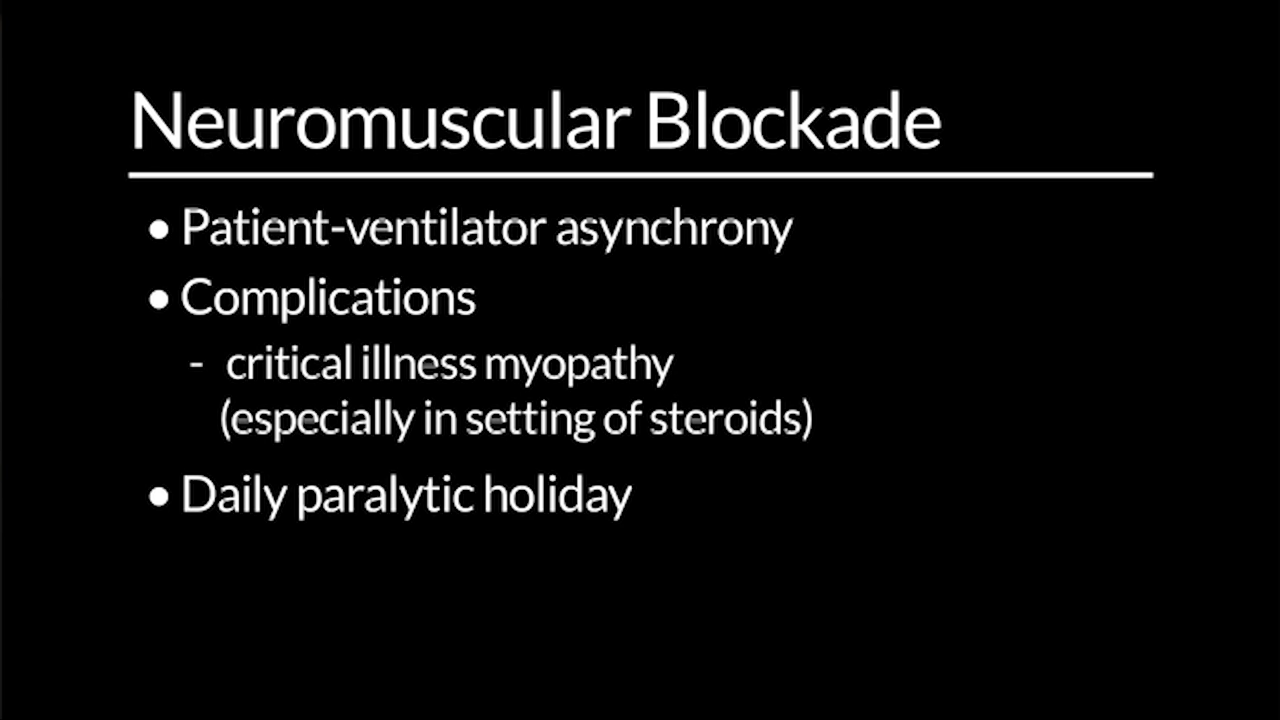 Neuromuscular Blockade
• Patient-ventilator asynchrony
• Complications
- critical illness myopathy
(especially in setting of steroids)
• Daily paralytic holiday